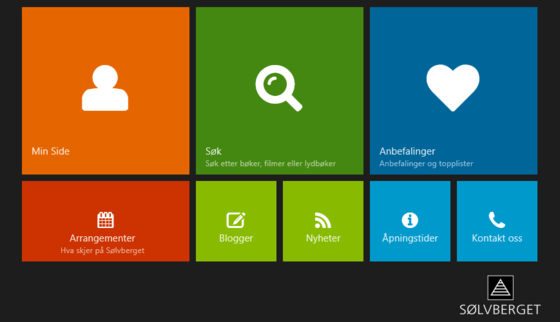 Min Side
Søk
Søk etter bøker, filmer eller lydbøker
Anbefalinger
Anbefalinger og topplister
Arrangementer
Hva skjer på Sølvberget
Blogger
Nyheter
Åpningstider
Kontakt oss
SØLVBERGET